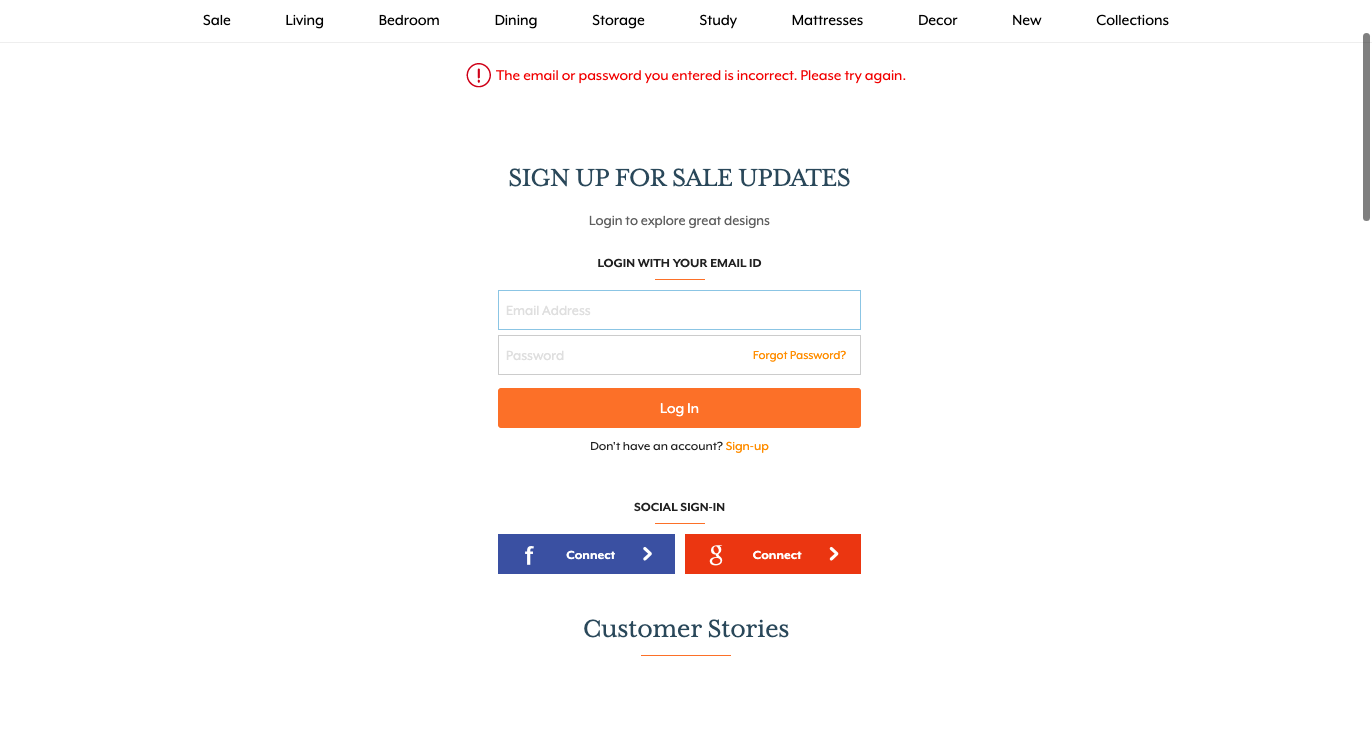 Sale Living Bedroom Dining Storage Study Mattresses Decor New Collections
The email or password you entered is incorrect. Please try again.
SIGN UP FOR SALE UPDATES
Login to explore great designs
LOGIN WITH YOUR EMAIL ID
Email Address
Password Forgot Password?
Log In
Don't have an account? Sign-up
SOCIAL SIGN-IN
f Connect g Connect
Customer Stories